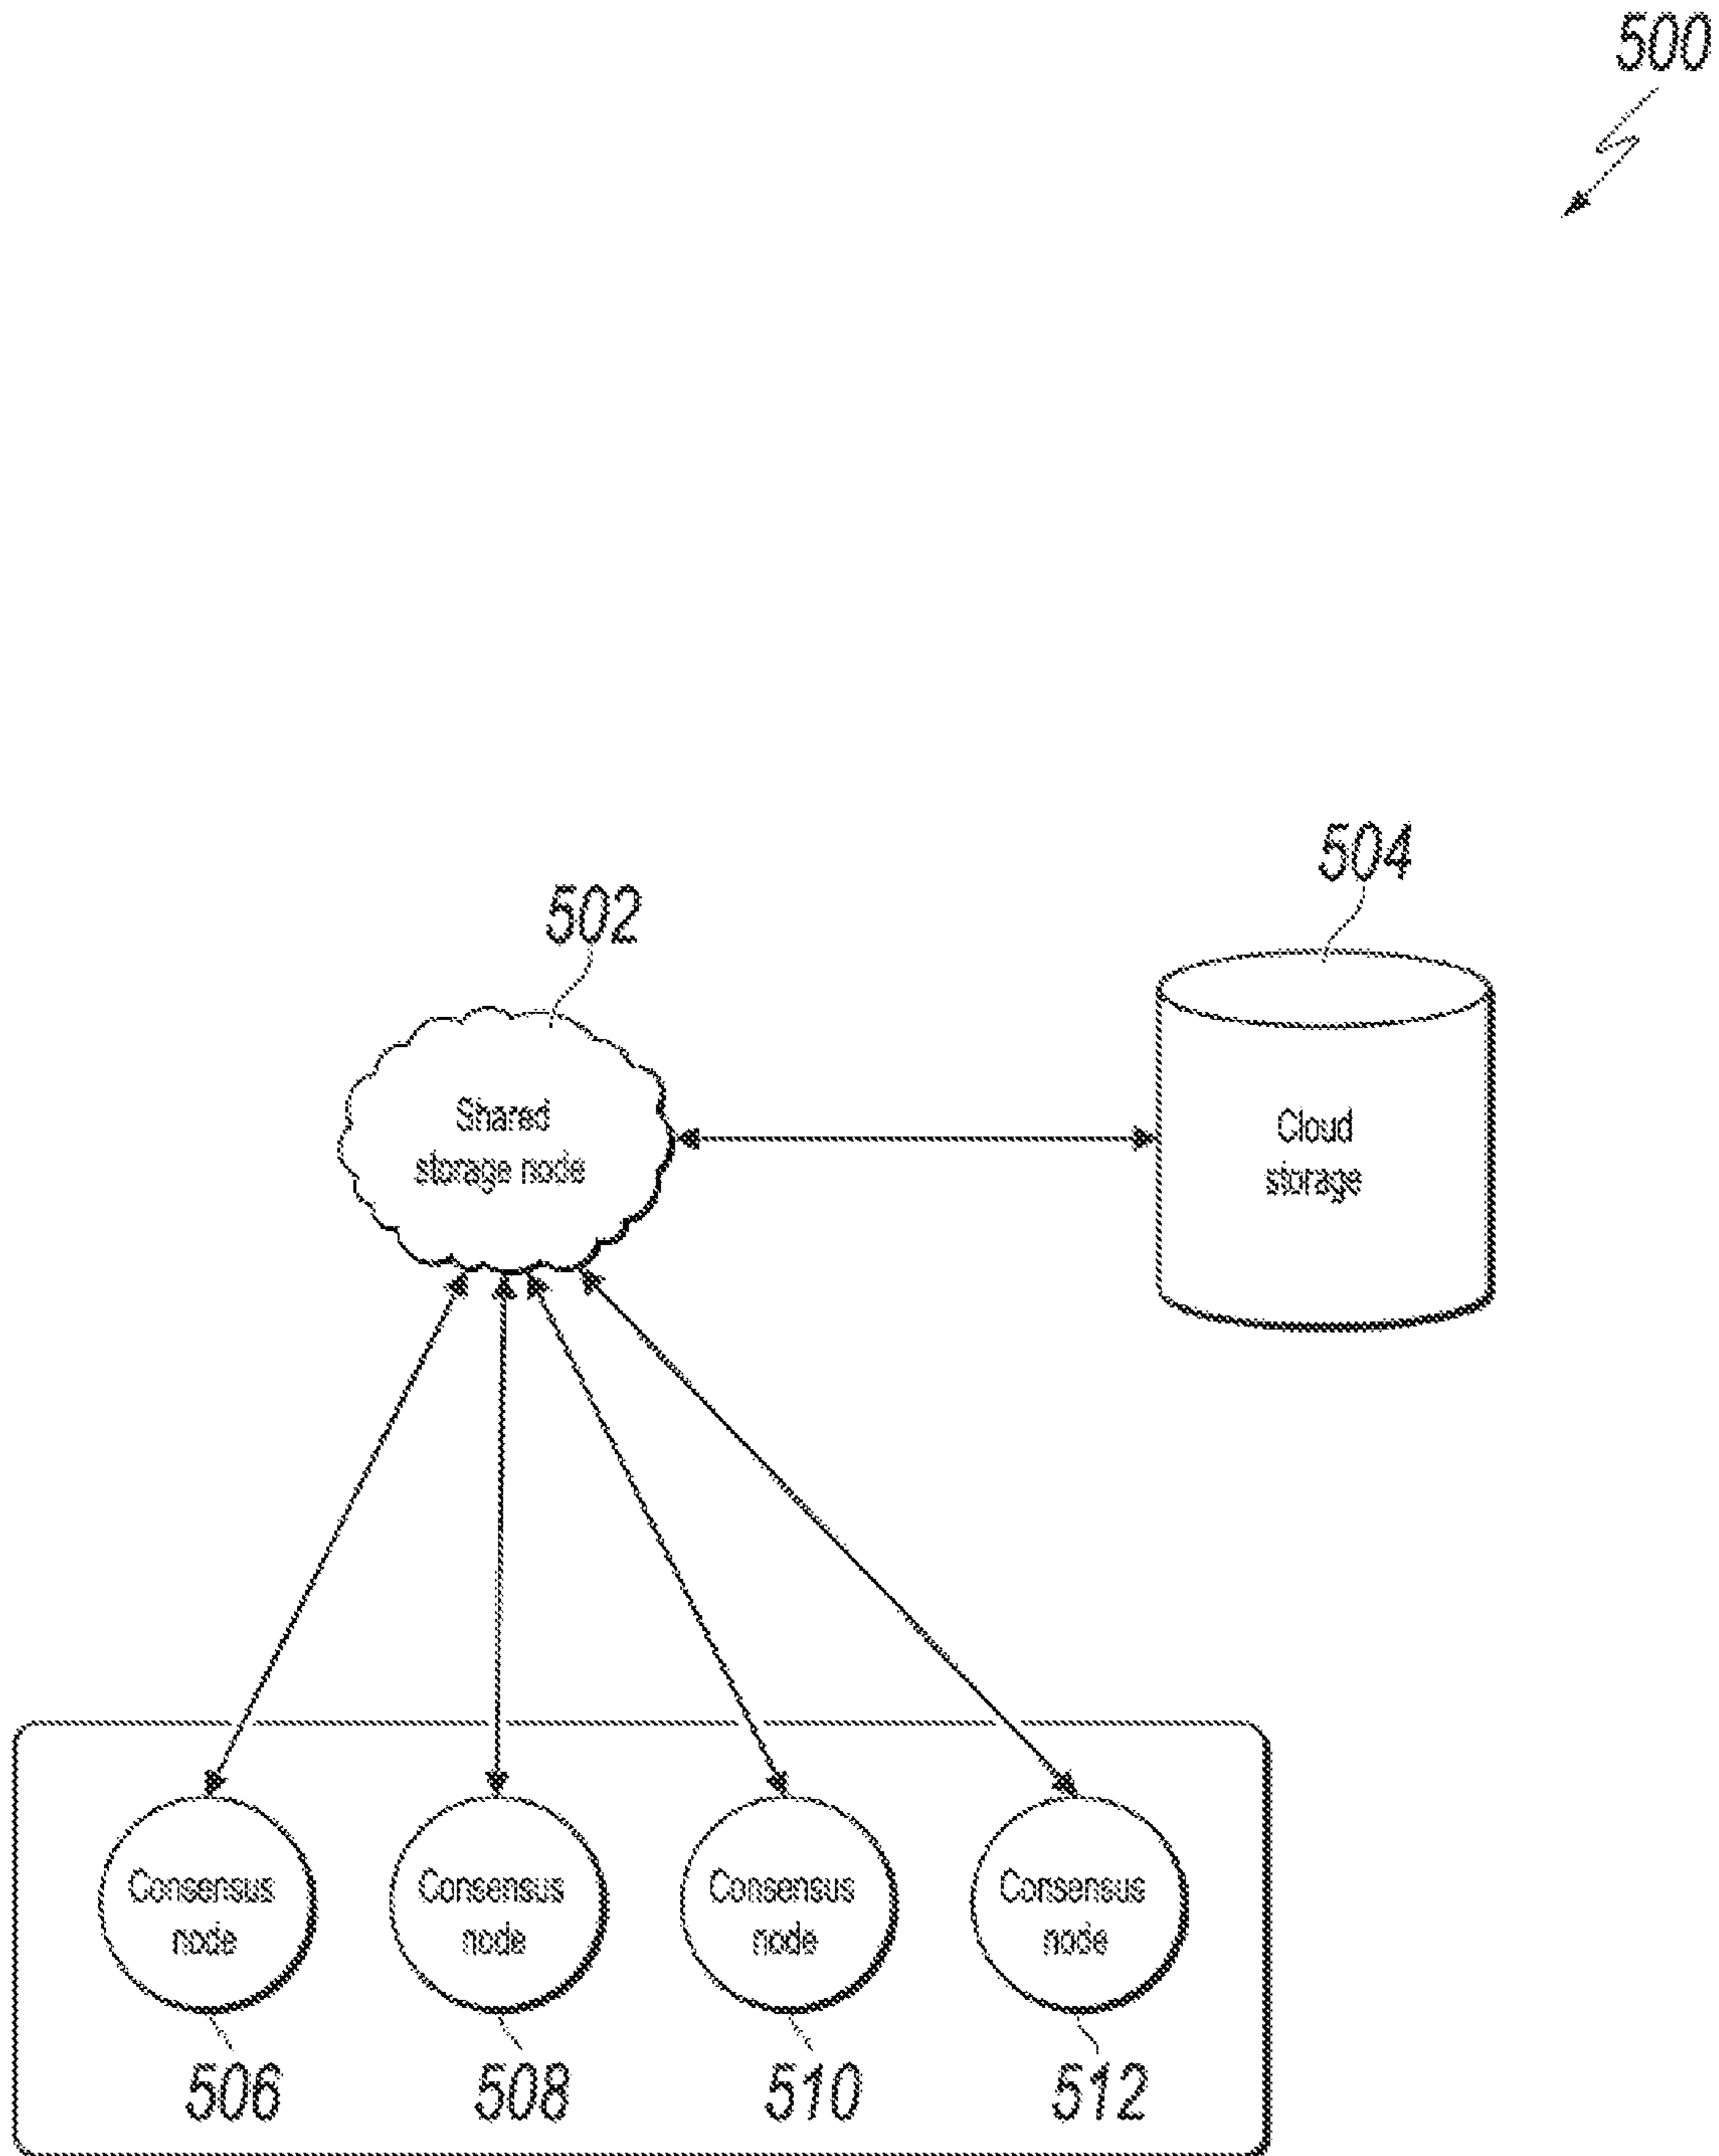 500
504
502
Shared
storage node
Cloud
storage
Consensus
node
Consensus
node
Consensus
node
Consensus
node
506
508
510
512